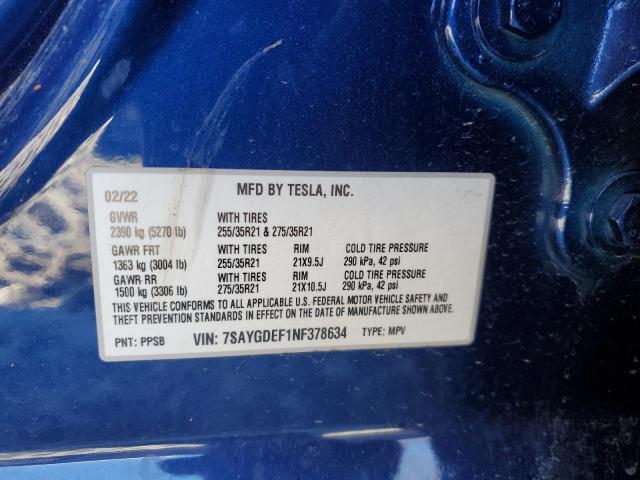 02/22 MFD BY TESLA, INC.
GVWR WITH TIRES
2390 kg (5270 lb) 255/35R21 & 275/35R21
GAWR FRT WITH TIRES RIM COLD TIRE PRESSURE
1363 kg (3004 lb) 255/35R21 21X9.5J 290 kPa, 42 psi
GAWR RR WITH TIRES RIM COLD TIRE PRESSURE
1500 kg (3306 lb) 275/35R21 21X10.5J 290 kPa, 42 psi
THIS VEHICLE CONFORMS TO ALL APPLICABLE U.S. FEDERAL MOTOR VEHICLE SAFETY AND
THEFT PREVENTION STANDARDS IN EFFECT ON THE DATE OF MANUFACTURE SHOWN ABOVE.
PNT: PPSB VIN: 7SAYGDEF1NF378634 TYPE: MPV